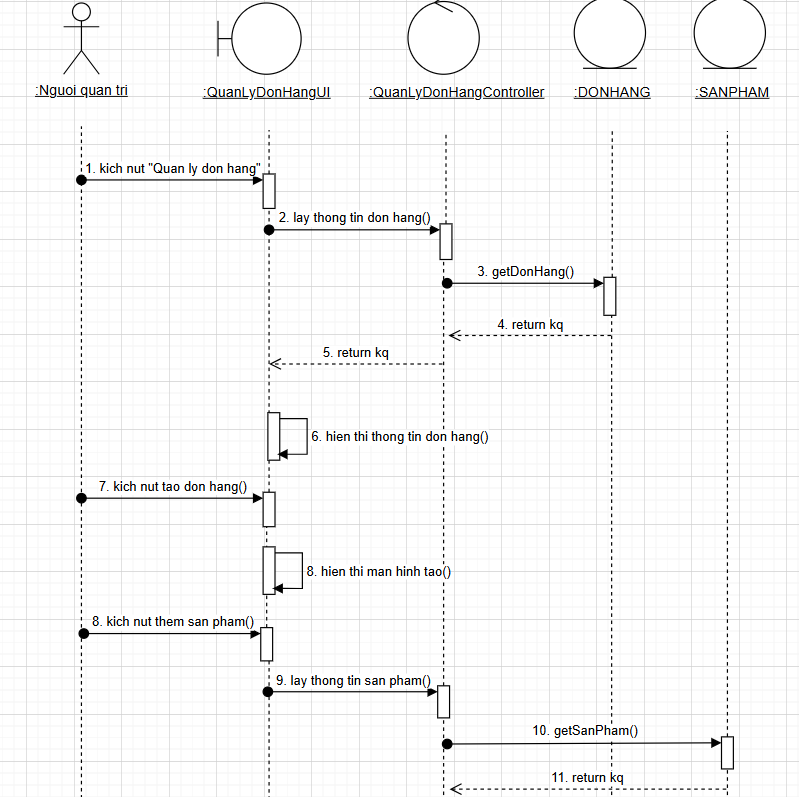 :Nguoi quan tri
:QuanLyDonHangUI
:QuanLyDonHangController
:DONHANG
:SANPHAM
1. kich nut "Quan ly don hang"
2. lay thong tin don hang()
3. getDonHang()
4. return kq
5. return kq
6. hien thi thong tin don hang()
7. kich nut tao don hang()
8. hien thi man hinh tao()
8. kich nut them san pham()
9. lay thong tin san pham()
10. getSanPham()
11. return kq